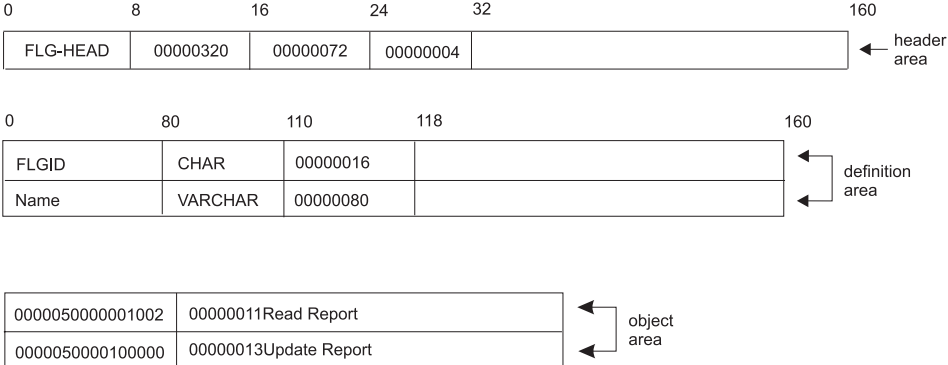 0 8 16 24 32 160
FLG-HEAD 00000320 00000072 00000004
header
area
0 80 110 118 160
FLGID CHAR 00000016
Name VARCHAR 00000080
definition
area
0000050000001002 00000011Read Report
0000050000100000 00000013Update Report
object
area